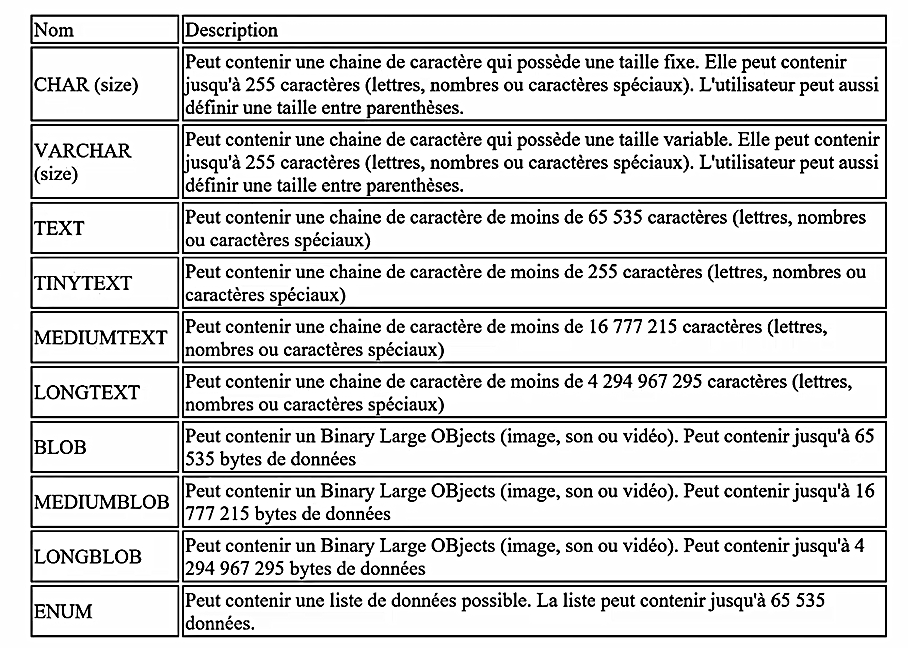 Nom
Description
CHAR (size)
Peut contenir une chaine de caractère qui possède une taille fixe. Elle peut contenir
jusqu'à 255 caractères (lettres, nombres ou caractères spéciaux). L'utilisateur peut aussi
définir une taille entre parenthèses.
VARCHAR
(size)
Peut contenir une chaine de caractère qui possède une taille variable. Elle peut contenir
jusqu'à 255 caractères (lettres, nombres ou caractères spéciaux). L'utilisateur peut aussi
définir une taille entre parenthèses.
TEXT
Peut contenir une chaine de caractère de moins de 65 535 caractères (lettres, nombres
ou caractères spéciaux)
TINYTEXT
Peut contenir une chaine de caractère de moins de 255 caractères (lettres, nombres ou
caractères spéciaux)
MEDIUMTEXT
Peut contenir une chaine de caractère de moins de 16 777 215 caractères (lettres,
nombres ou caractères spéciaux)
LONGTEXT
Peut contenir une chaine de caractère de moins de 4 294 967 295 caractères (lettres,
nombres ou caractères spéciaux)
BLOB
Peut contenir un Binary Large OBjects (image, son ou vidéo). Peut contenir jusqu'à 65
535 bytes de données
MEDIUMBLOB
Peut contenir un Binary Large OBjects (image, son ou vidéo). Peut contenir jusqu'à 16
777 215 bytes de données
LONGBLOB
Peut contenir un Binary Large OBjects (image, son ou vidéo). Peut contenir jusqu'à 4
294 967 295 bytes de données
ENUM
Peut contenir une liste de données possible. La liste peut contenir jusqu'à 65 535
données.